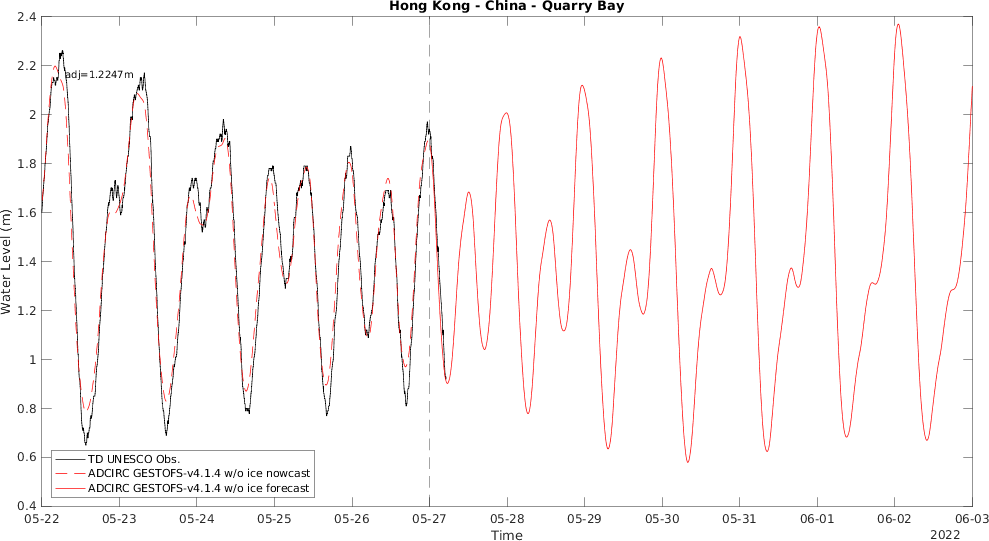 Hong Kong - China - Quarry Bay
2.4
2.2
2
1.8
1.6
1.4
1.2
1
0.8
0.6
0.4
Water Level (m)
adj=1.2247m
TD UNESCO Obs.
ADCIRC GESTOFS-v4.1.4 w/o ice nowcast
ADCIRC GESTOFS-v4.1.4 w/o ice forecast
05-22 05-23 05-24 05-25 05-26 05-27 05-28 05-29 05-30 05-31 06-01 06-02 06-03
Time
2022